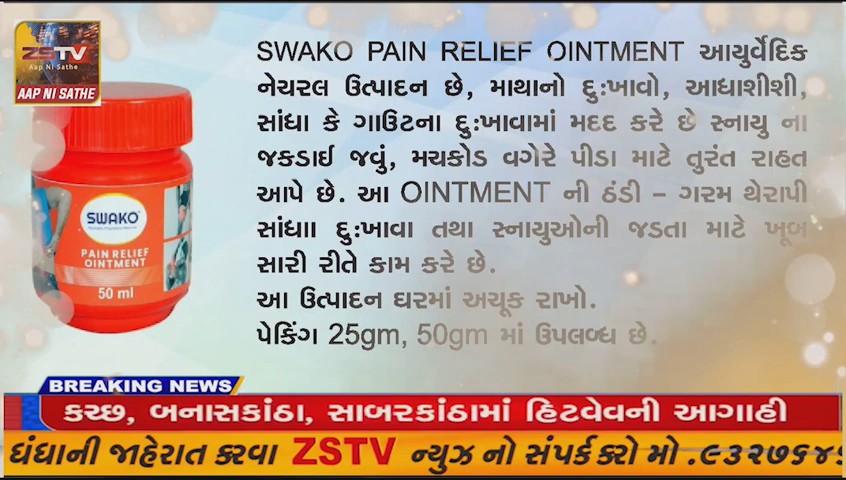 ZSTV
Aap Ni Sathe
AAP NI SATHE
SWAKO PAIN RELIEF OINTMENT આયુર્વેદિક
નેચરલ ઉત્પાદન છે, માથાનો દુઃખાવો, આધાશીશી,
સાંધા કે ગાઉટના દુઃખાવામાં મદદ કરે છે સ્નાયુ ના
જકડાઈ જવું, મચકોડ વગેરે પીડા માટે તુરંત રાહત
આપે છે. આ OINTMENT ની ઠંડી – ગરમ થેરાપી
સાંધાા દુઃખાવા તથા સ્નાયુઓની જડતા માટે ખૂબ
સારી રીતે કામ કરે છે.
આ ઉત્પાદન ઘરમાં અચૂક રાખો.
પેકિંગ 25gm, 50gm માં ઉપલબ્ધ છે.
SWAKO
PAIN RELIEF
OINTMENT
50 ml
BREAKING NEWS
કચ્છ, બનાસકાંઠા, સાબરકાંઠામાં હિટવેવની આગાહી
ધંધાની જાહેરાત કરવા ZSTV ન્યુઝ નો સંપર્ક કરો મો .૯૩૨૭૬૪